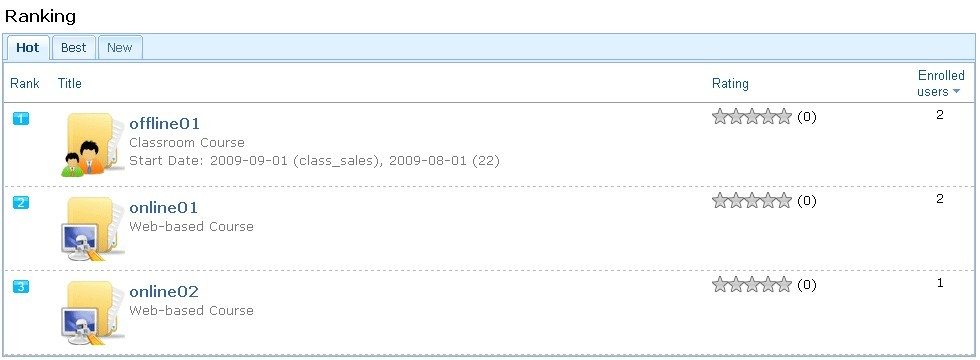 Ranking
Hot Best New
Rank Title Rating Enrolled users
1 offline01 (0) 2
Classroom Course
Start Date: 2009-09-01 (class_sales), 2009-08-01 (22)
2 online01 (0) 2
Web-based Course
3 online02 (0) 1
Web-based Course